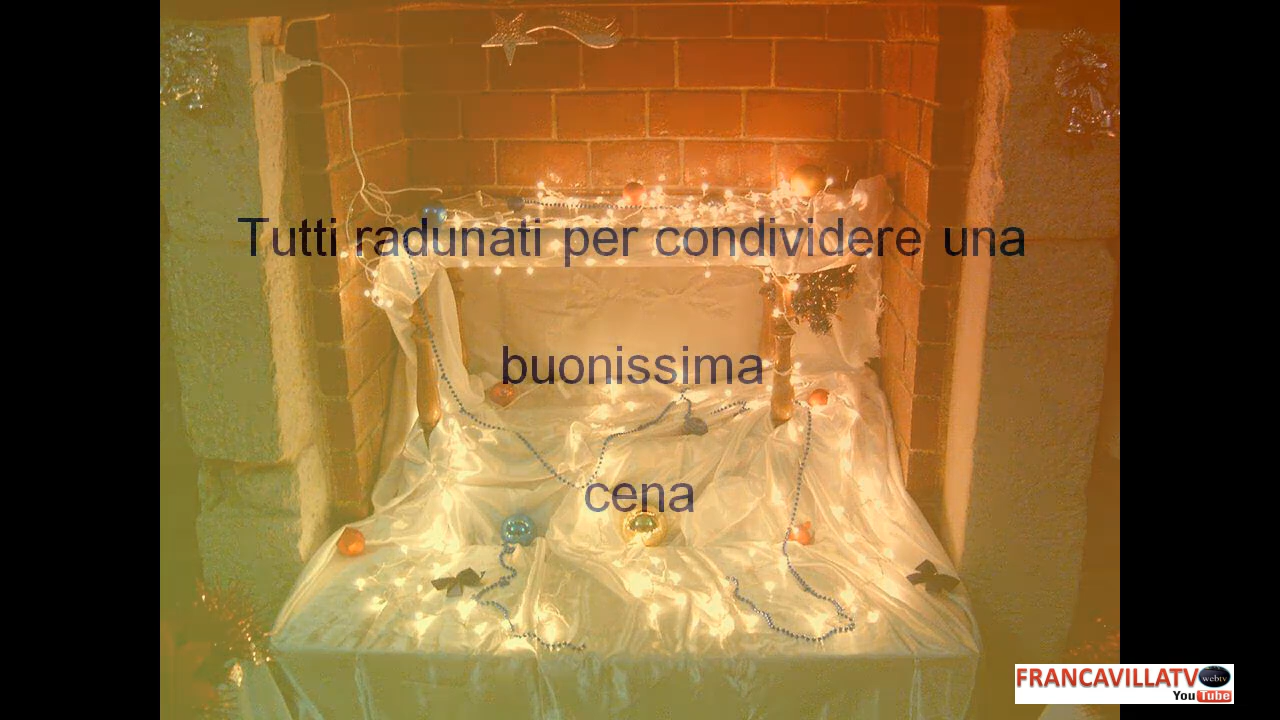 Tutti radunati per condividere una
buonissima
cena
FRANCAVILLATV
webtv
YouTube